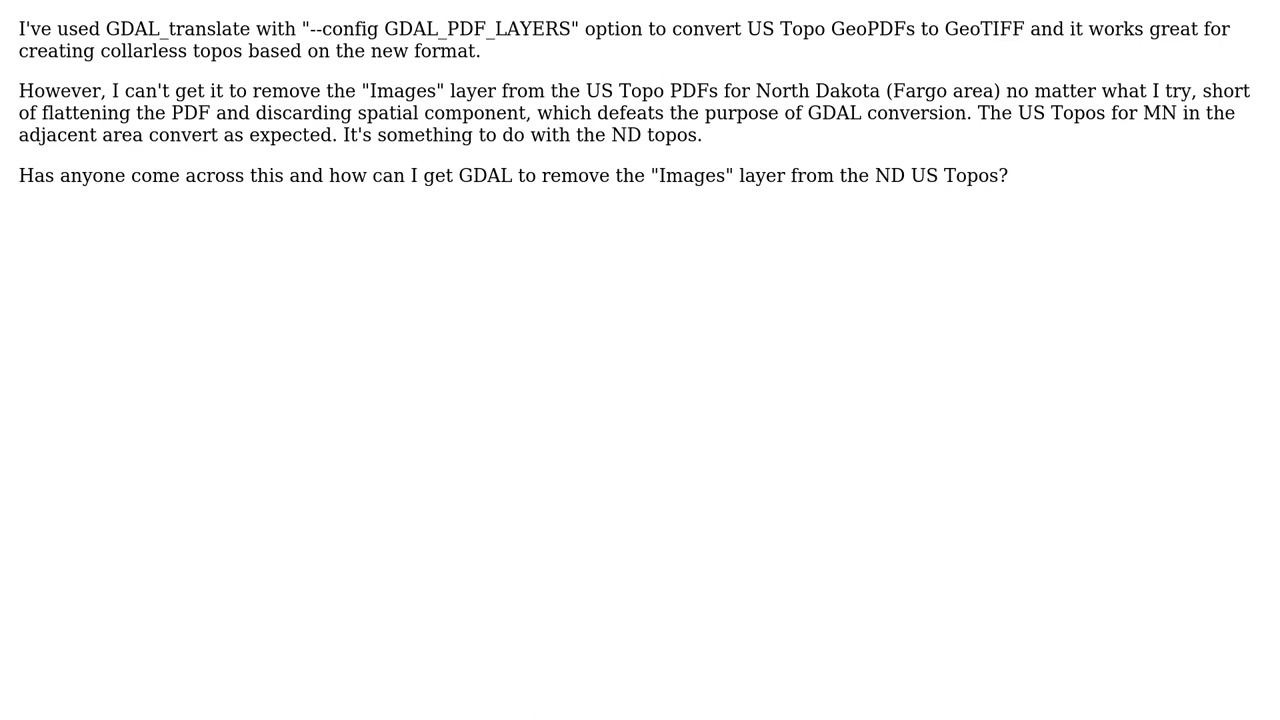 I've used GDAL_translate with "--config GDAL_PDF_LAYERS" option to convert US Topo GeoPDFs to GeoTIFF and it works great for
creating collarless topos based on the new format.
However, I can't get it to remove the "Images" layer from the US Topo PDFs for North Dakota (Fargo area) no matter what I try, short
of flattening the PDF and discarding spatial component, which defeats the purpose of GDAL conversion. The US Topos for MN in the
adjacent area convert as expected. It's something to do with the ND topos.
Has anyone come across this and how can I get GDAL to remove the "Images" layer from the ND US Topos?